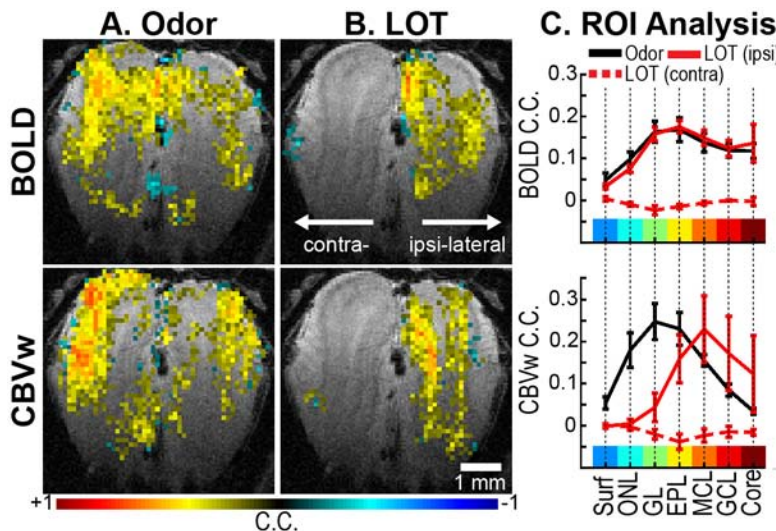 A. Odor
B. LOT
C. ROI Analysis
Odor
LOT (ipsi)
LOT (contra)
BOLD
contra-
ipsi-lateral
BOLD C.C.
0.3
0.2
0.1
0
CBVw
1 mm
CBVw C.C.
0.3
0.2
0.1
0
Surf
ONL
GL
EPL
MCL
GCL
Core
+1
-1
C.C.